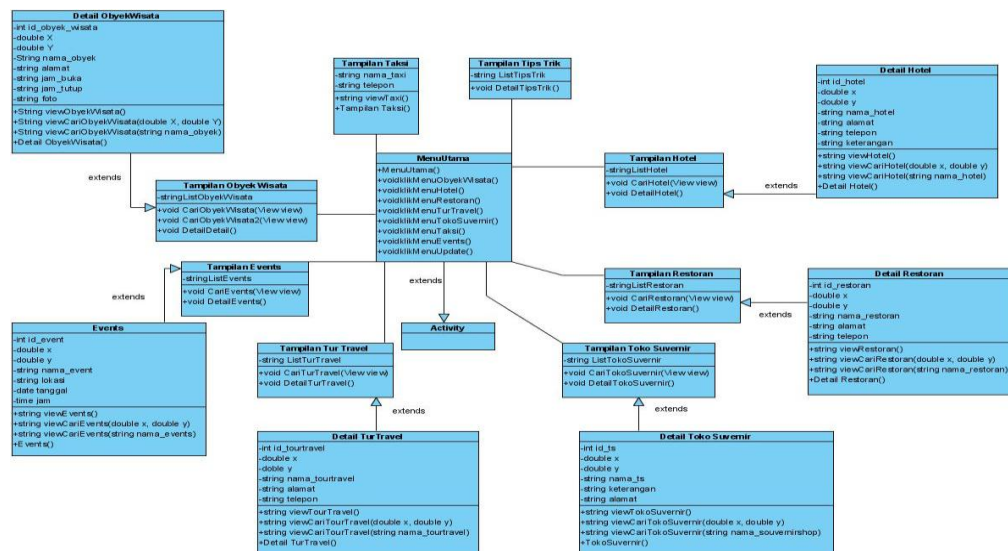 Detail ObyekWisata
-int id_obyek_wisata
-double X
-double Y
-String nama_obyek
-string alamat
-string jam_buka
-string jam_tutup
-string foto
+String viewObyekWisata()
+String viewCariObyekWisata(double X, double Y)
+String viewCariObyekWisata(string nama_obyek)
+Detail ObyekWisata()
extends
Tampilan Taksi
-string nama_taxi
-string telepon
+string viewTaxi()
+Tampilan Taksi()
Tampilan Tips Trik
-string ListTipsTrik
+void DetailTipsTrik()
Detail Hotel
-int id_hotel
-double x
-double y
-string nama_hotel
-string alamat
-string telepon
-string keterangan
+string viewHotel()
+string viewCariHotel(double x, double y)
+string viewCariHotel(string nama_hotel)
+Detail Hotel()
extends
Tampilan Obyek Wisata
-stringListObyekWisata
+void CariObyekWisata(View view)
+void CariObyekWisata2(View view)
+void DetailDetail()
MenuUtama
+MenuUtama()
+voidklikMenuObyekWisata()
+voidklikMenuHotel()
+voidklikMenuRestoran()
+voidklikMenuTurTravel()
+voidklikMenuTokoSuvernir()
+voidklikMenuTaksi()
+voidklikMenuEvents()
+voidklikMenuUpdate()
Tampilan Hotel
-stringListHotel
+void CariHotel(View view)
+void DetailHotel()
Tampilan Events
-stringListEvents
+void CariEvents(View view)
+void DetailEvents()
extends
extends
Activity
Tampilan Restoran
-stringListRestoran
+void CariRestoran(View view)
+void DetailRestoran()
extends
Detail Restoran
-int id_restoran
-double x
-double y
-string nama_restoran
-string alamat
-string telepon
+string viewRestoran()
+string viewCariRestoran(double x, double y)
+string viewCariRestoran(string nama_restoran)
+Detail Restoran()
Events
-int id_event
-double x
-double y
-string nama_event
-string lokasi
-date tanggal
-time jam
+string viewEvents()
+string viewCariEvents(double x, double y)
+string viewCariEvents(string nama_events)
+Events()
Tampilan Tur Travel
-string ListTurTravel
+void CariTurTravel(View view)
+void DetailTurTravel()
extends
Tampilan Toko Suvernir
-string ListTokoSuvernir
+void CariTokoSuvernir(View view)
+void DetailTokoSuvernir()
extends
Detail TurTravel
-int id_tourtravel
-double x
-doble y
-string nama_tourtravel
-string alamat
-string telepon
+string viewTourTravel()
+string viewCariTourTravel(double x, double y)
+string viewCariTourTravel(string nama_tourtravel)
+Detail TurTravel()
Detail Toko Suvernir
-int id_ts
-double x
-double y
-string nama_ts
-string keterangan
-string alamat
+string viewTokoSuvernir()
+string viewCariTokoSuvernir(double x, double y)
+string viewCariTokoSuvernir(string nama_souvernirshop)
+TokoSuvernir()